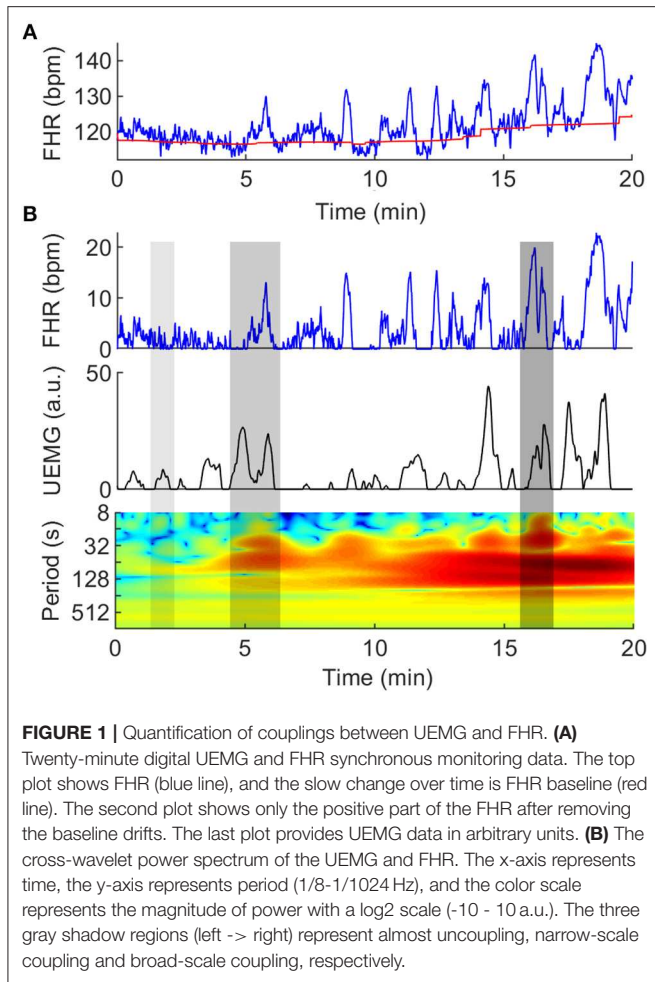 A
FHR (bpm)
140
130
120
0 5 10 15 20
Time (min)
B
FHR (bpm)
20
10
0
UEMG (a.u.)
50
0
Period (s)
8
32
128
512
0 5 10 15 20
Time (min)
FIGURE 1 | Quantification of couplings between UEMG and FHR. (A)
Twenty-minute digital UEMG and FHR synchronous monitoring data. The top
plot shows FHR (blue line), and the slow change over time is FHR baseline (red
line). The second plot shows only the positive part of the FHR after removing
the baseline drifts. The last plot provides UEMG data in arbitrary units. (B) The
cross-wavelet power spectrum of the UEMG and FHR. The x-axis represents
time, the y-axis represents period (1/8-1/1024 Hz), and the color scale
represents the magnitude of power with a log2 scale (-10 - 10 a.u.). The three
gray shadow regions (left -> right) represent almost uncoupling, narrow-scale
coupling and broad-scale coupling, respectively.